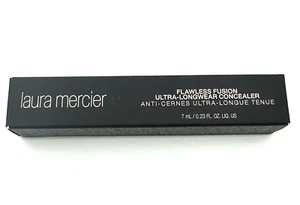 laura mercier
FLAWLESS FUSION
ULTRA-LONGWEAR CONCEALER
ANTI-CERNES ULTRA-LONGUE TENUE
7 mL / 0.23 FL. OZ. LIQ. US